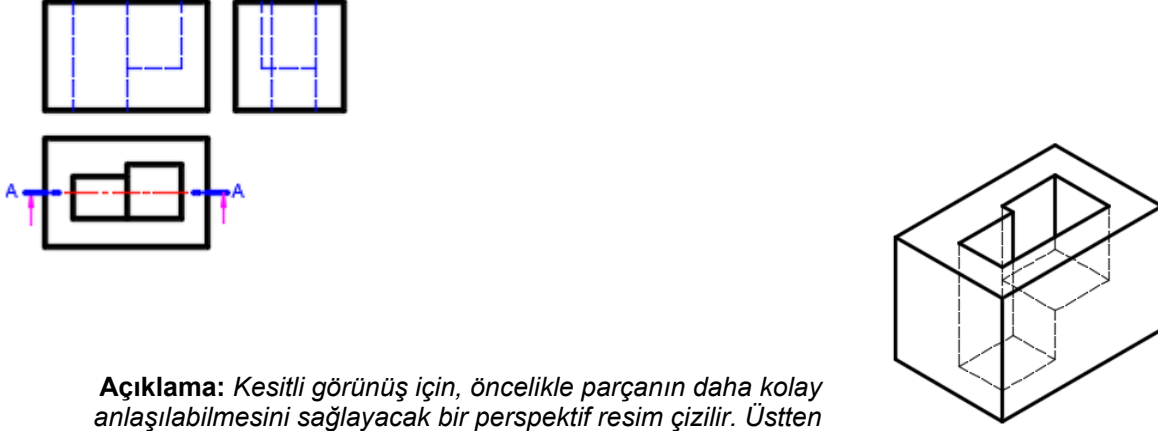 A A
Açıklama: Kesitli görünüş için, öncelikle parçanın daha kolay
anlaşılabilmesini sağlayacak bir perspektif resim çizilir. Üstten